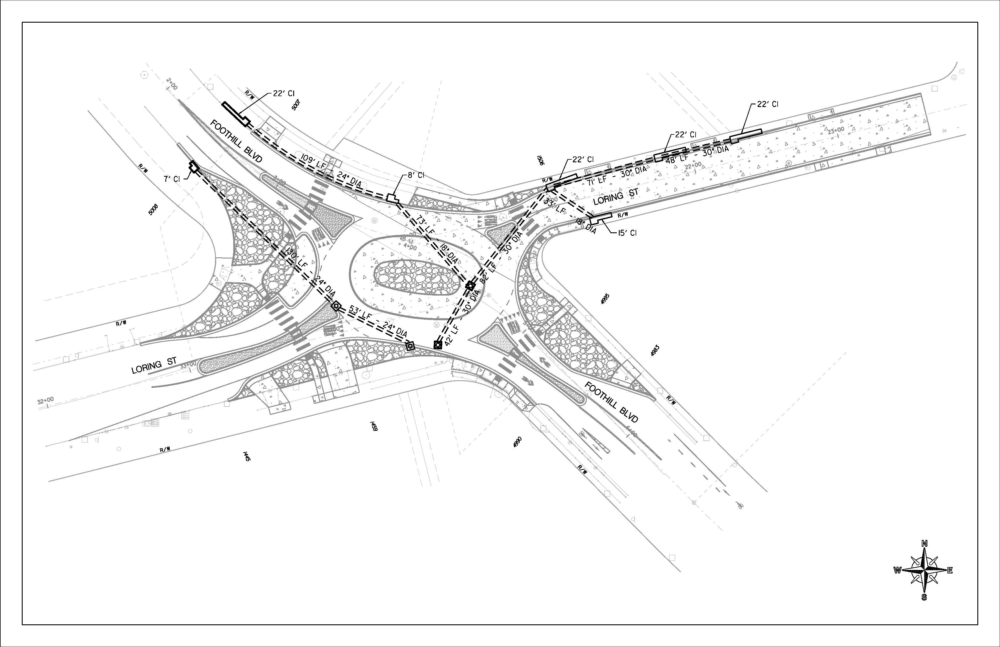 10
G
2+00
R/W
22' CI
5007
22' CI
FOOTHILL BLVD
23+00
22' CI
109' LF - 24" DIA
48' LF - 30" DIA
22+00
22' CI
1506
R/W
71' LF - 30" DIA
R/W
7' CI
8' CI
LORING ST
5008
33' LF - 18" DIA
R/W
15' CI
73' LF - 18" DIA
4+00
82' LF - 30" DIA
130' LF - 24" DIA
R/W
53' LF - 24" DIA
42' LF - 30" DIA
4995
4983
LORING ST
33+00
32+00
FOOTHILL BLVD
R/W
6+00
1459
4990
R/W
1445
R/W
N
W
E
S